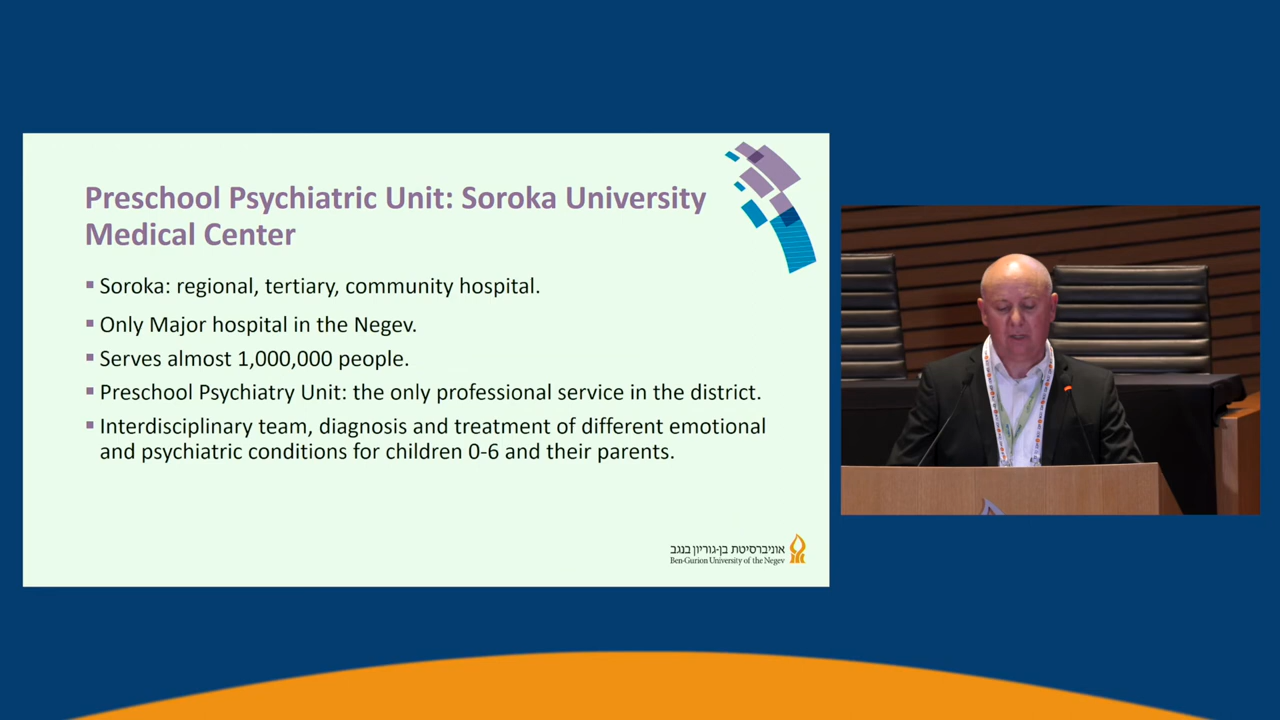 Preschool Psychiatric Unit: Soroka University
Medical Center
▪ Soroka: regional, tertiary, community hospital.
▪ Only Major hospital in the Negev.
▪ Serves almost 1,000,000 people.
▪ Preschool Psychiatry Unit: the only professional service in the district.
▪ Interdisciplinary team, diagnosis and treatment of different emotional
and psychiatric conditions for children 0-6 and their parents.
אוניברסיטת בן-גוריון בנגב
Ben-Gurion University of the Negev